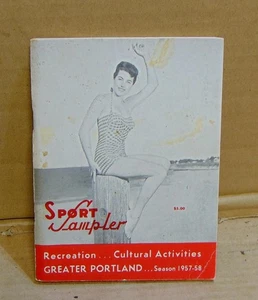 SPORT
Sampler
$1.00
Recreation . . . Cultural Activities
GREATER PORTLAND . . . Season 1957-58